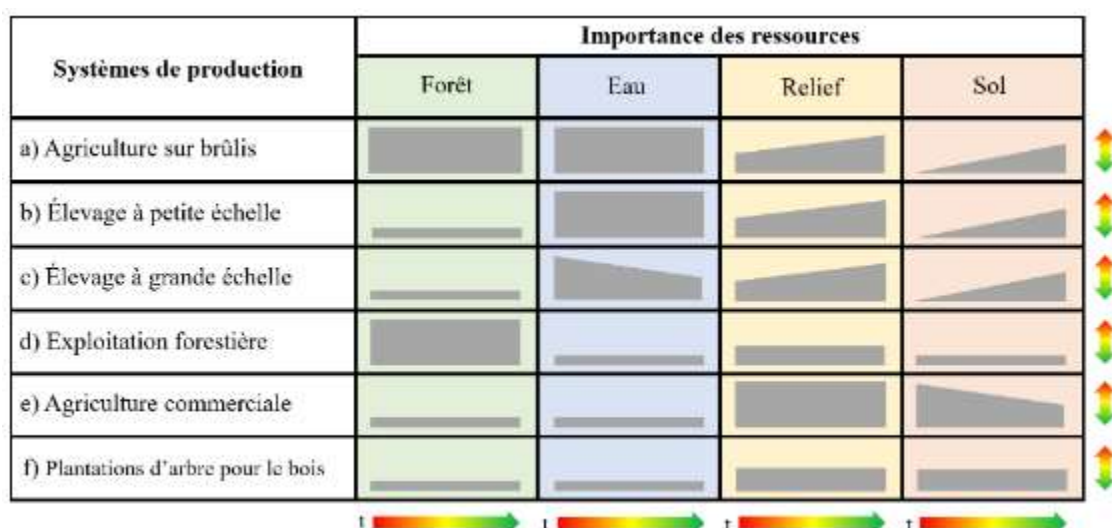 Systèmes de production
Importance des ressources
Forêt
Eau
Relief
Sol
a) Agriculture sur brûlis
b) Élevage à petite échelle
c) Élevage à grande échelle
d) Exploitation forestière
e) Agriculture commerciale
f) Plantations d'arbre pour le bois
t
t
t
t